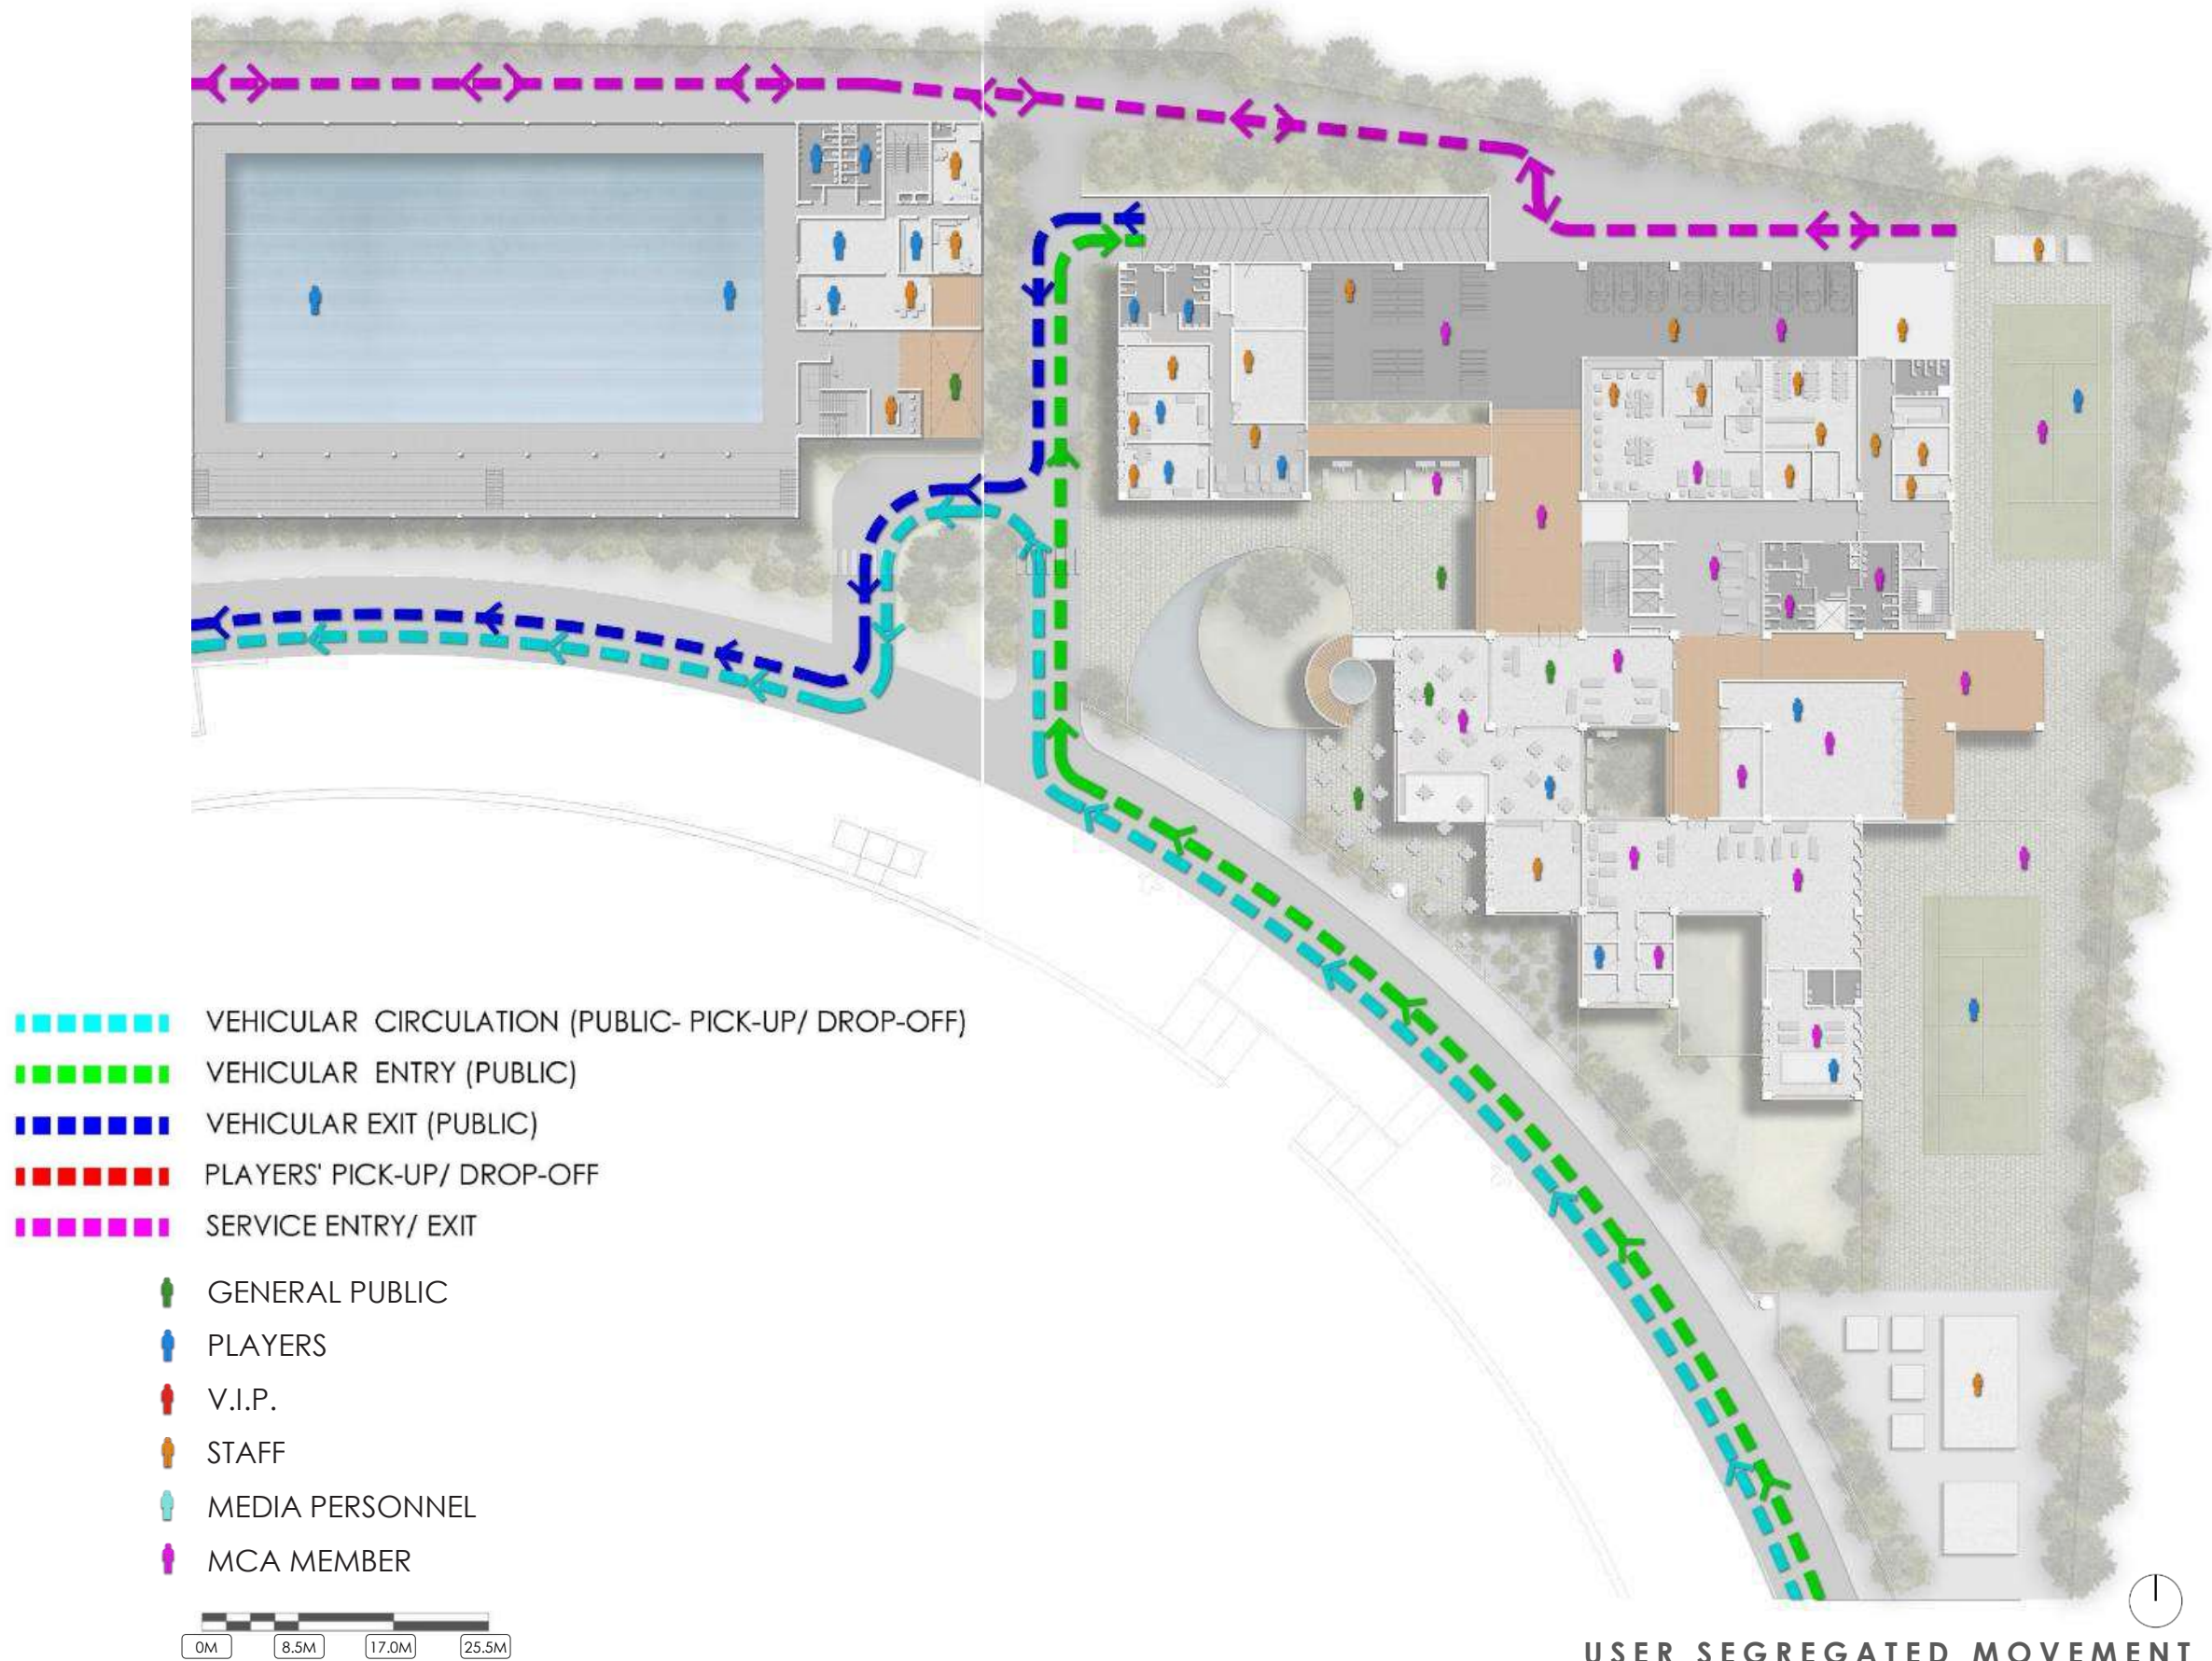 VEHICULAR CIRCULATION (PUBLIC- PICK-UP/ DROP-OFF)
VEHICULAR ENTRY (PUBLIC)
VEHICULAR EXIT (PUBLIC)
PLAYERS' PICK-UP/ DROP-OFF
SERVICE ENTRY/ EXIT
GENERAL PUBLIC
PLAYERS
V.I.P.
STAFF
MEDIA PERSONNEL
MCA MEMBER
0M 8.5M 17.0M 25.5M
USER SEGREGATED MOVEMENT